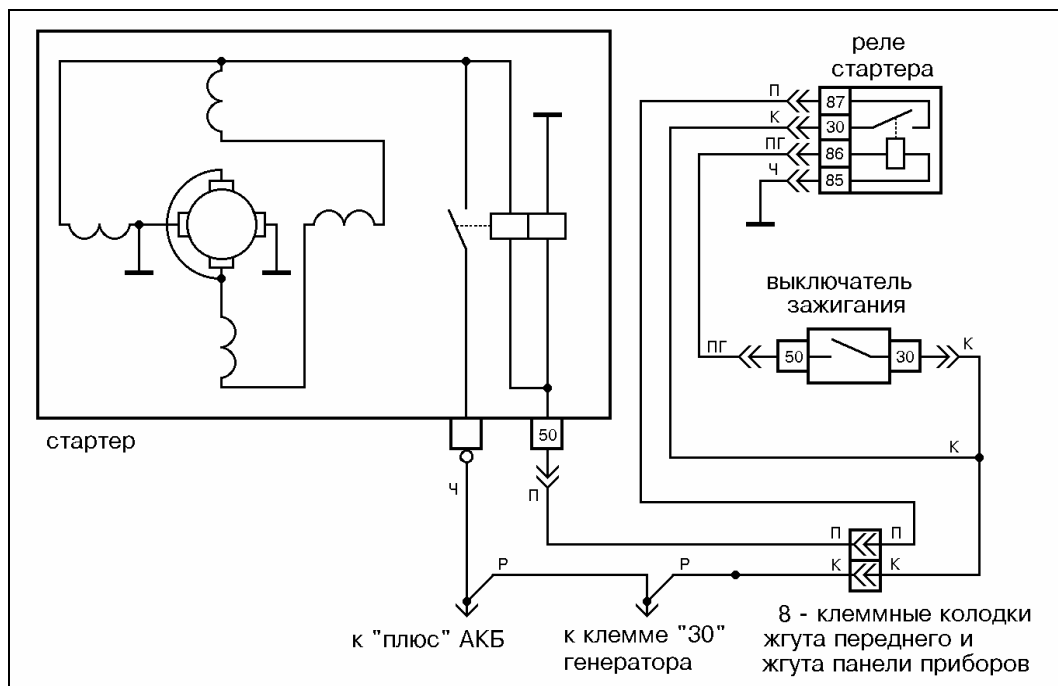 реле
стартера
П
87
К
30
ПГ
86
Ч
85
выключатель
зажигания
ПГ
50
30
К
стартер
50
К
Ч
П
П
П
Р
Р
К
К
к "плюс" АКБ
к клемме "30"
генератора
8 - клеммные колодки
жгута переднего и
жгута панели приборов